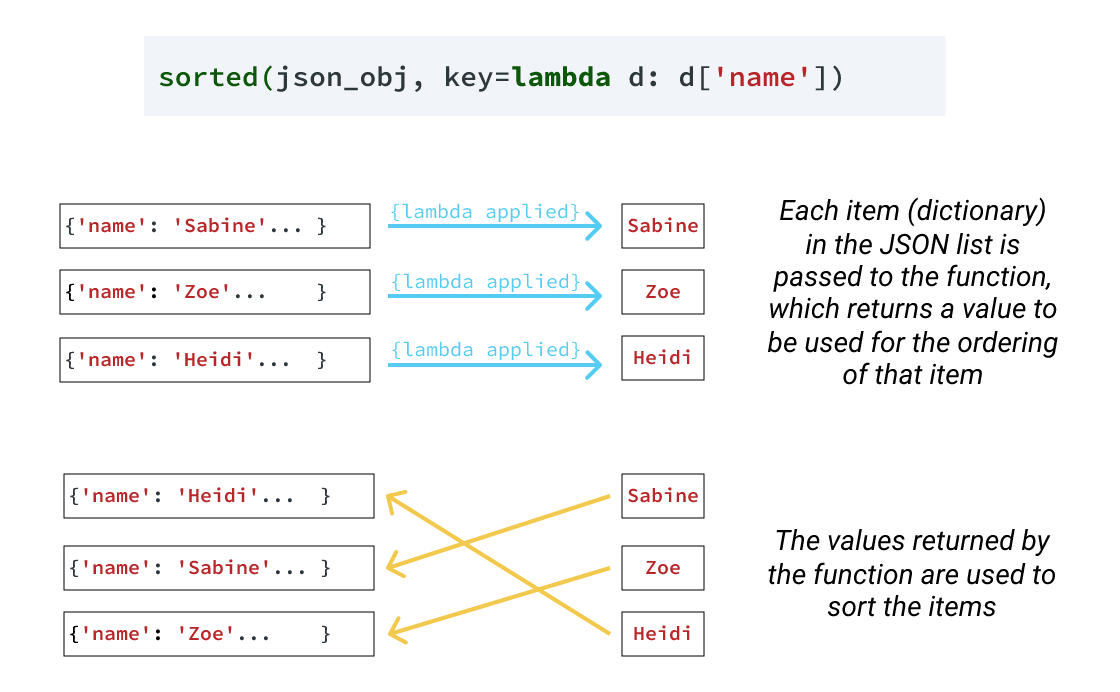 sorted(json_obj, key=lambda d: d['name'])
{'name': 'Sabine'... }
{lambda applied}
Sabine
{'name': 'Zoe'... }
{lambda applied}
Zoe
{'name': 'Heidi'... }
{lambda applied}
Heidi
Each item (dictionary)
in the JSON list is
passed to the function,
which returns a value to
be used for the ordering
of that item
{'name': 'Heidi'... }
Sabine
{'name': 'Sabine'... }
Zoe
{'name': 'Zoe'... }
Heidi
The values returned by
the function are used to
sort the items